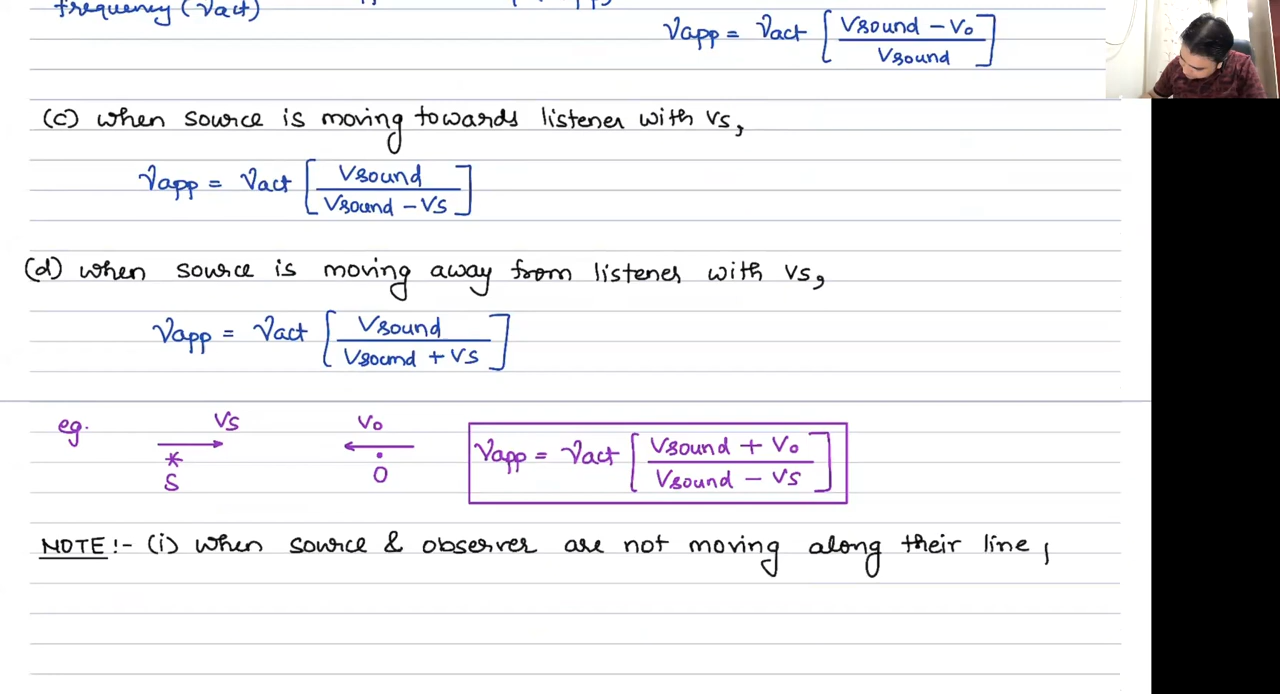 frequency (νact)
νapp = νact [ (Vsound - Vo) / Vsound ]
(c) when source is moving towards listener with vs,
νapp = νact [ Vsound / (Vsound - Vs) ]
(d) when source is moving away from listener with vs,
νapp = νact [ Vsound / (Vsound + Vs) ]
eg. Vs Vo
S O
νapp = νact [ (Vsound + Vo) / (Vsound - Vs) ]
NOTE:- (i) when source & observer are not moving along their line